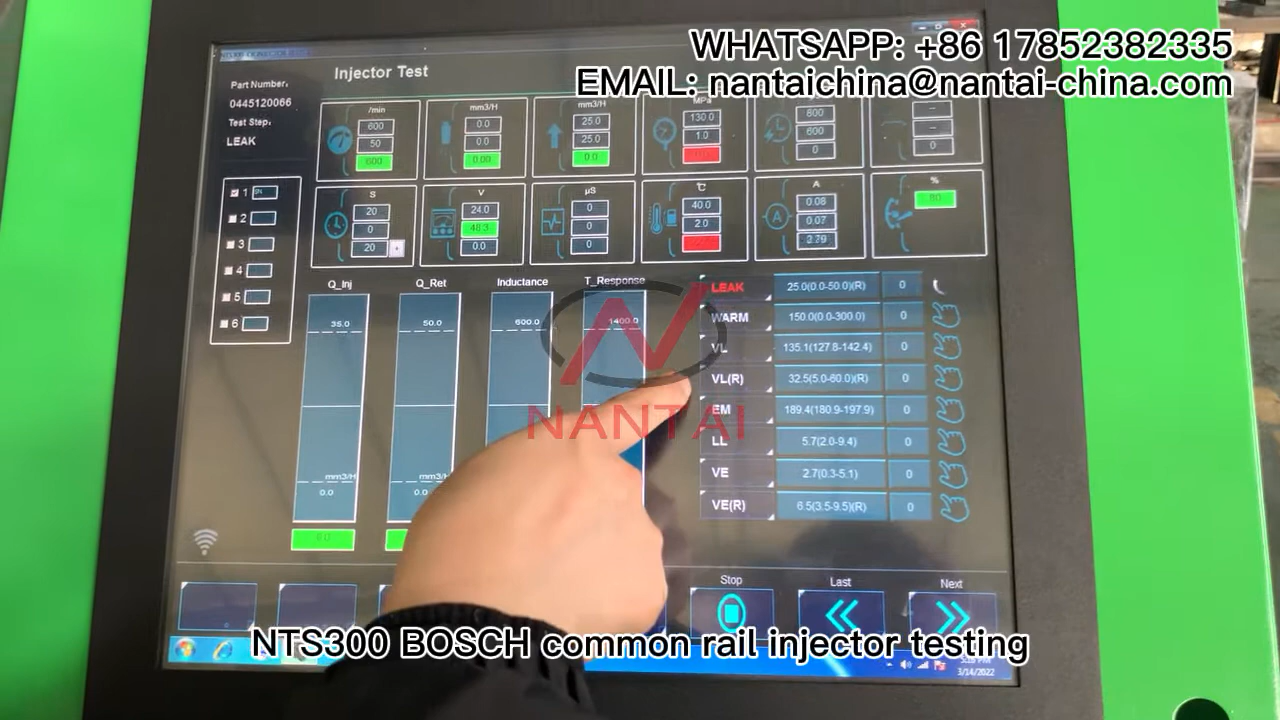 WHATSAPP: +86 17852382335
EMAIL: nantaichina@nantai-china.com
Injector Test
Part Number:
0445120066
Test Step:
LEAK
/min
600
50
600
mm3/H
0.0
0.0
0.00
mm3/H
25.0
25.0
0.0
MPa
130.0
1.0
800
600
0
0
1
2
3
4
5
6
S
20
0
20
V
24.0
48.3
0.0
µS
0
0
0
℃
40.0
2.0
A
0.08
0.07
2.79
%
80
Q_Inj
35.0
mm3/H
0.0
Q_Ret
50.0
mm3/H
0.0
Inductance
600.0
T_Response
1400.0
LEAK 25.0(0.0-50.0)(R) 0
WARM 150.0(0.0-300.0) 0
VL 135.1(127.8-142.4) 0
VL(R) 32.5(5.0-60.0)(R) 0
EM 189.4(180.9-197.9) 0
LL 5.7(2.0-9.4) 0
VE 2.7(0.3-5.1) 0
VE(R) 6.5(3.5-9.5)(R) 0
NANTAI
Stop
Last
Next
NTS300 BOSCH common rail injector testing
3/14/2022